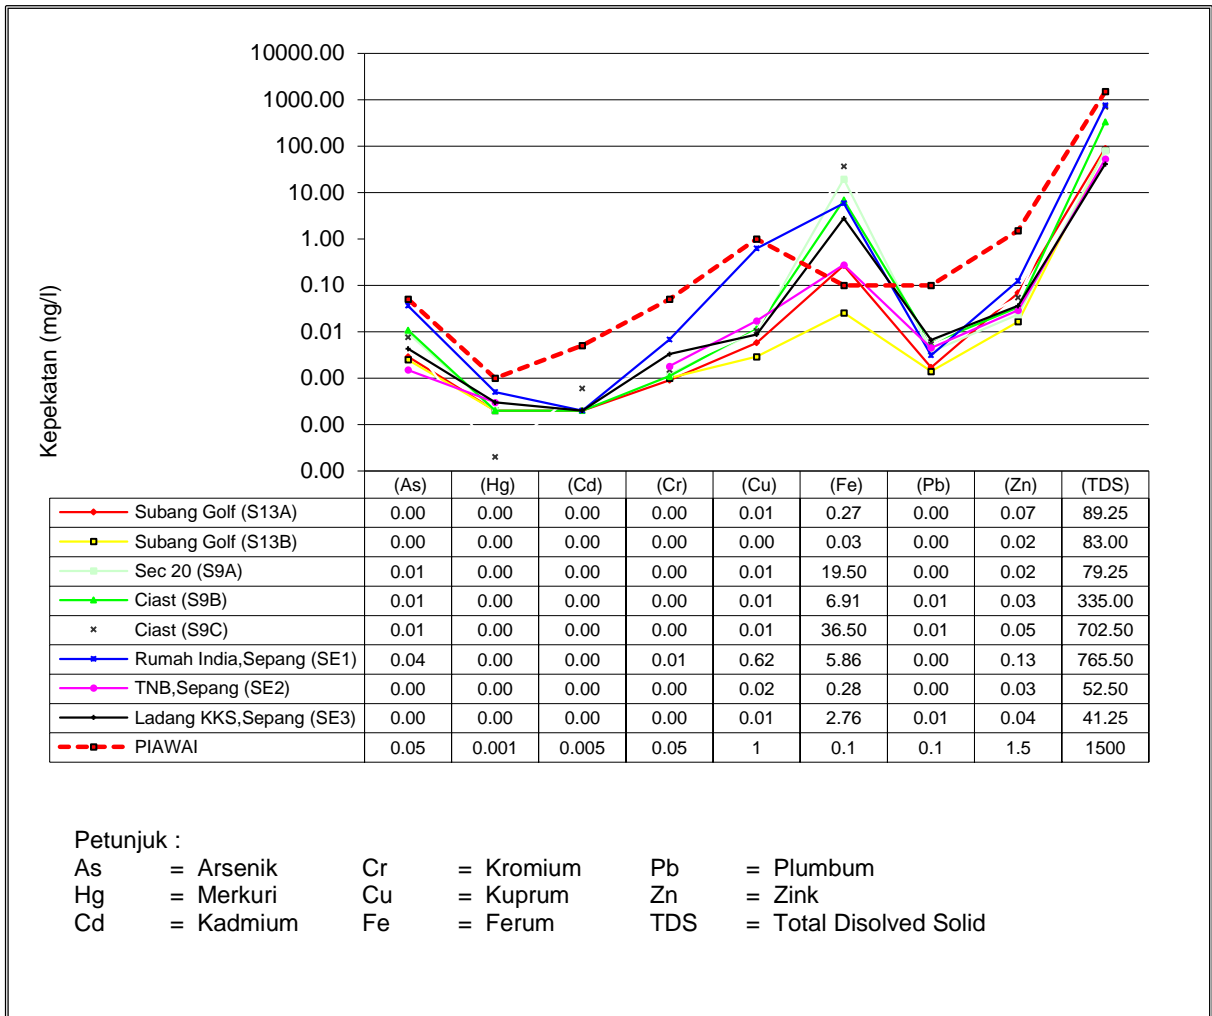 10000.00
1000.00
100.00
10.00
1.00
0.10
0.01
0.00
0.00
0.00
Kepekatan (mg/l)
(As) (Hg) (Cd) (Cr) (Cu) (Fe) (Pb) (Zn) (TDS)
Subang Golf (S13A) 0.00 0.00 0.00 0.00 0.01 0.27 0.00 0.07 89.25
Subang Golf (S13B) 0.00 0.00 0.00 0.00 0.00 0.03 0.00 0.02 83.00
Sec 20 (S9A) 0.01 0.00 0.00 0.00 0.01 19.50 0.00 0.02 79.25
Ciast (S9B) 0.01 0.00 0.00 0.00 0.01 6.91 0.01 0.03 335.00
Ciast (S9C) 0.01 0.00 0.00 0.00 0.01 36.50 0.01 0.05 702.50
Rumah India,Sepang (SE1) 0.04 0.00 0.00 0.01 0.62 5.86 0.00 0.13 765.50
TNB,Sepang (SE2) 0.00 0.00 0.00 0.00 0.02 0.28 0.00 0.03 52.50
Ladang KKS,Sepang (SE3) 0.00 0.00 0.00 0.00 0.01 2.76 0.01 0.04 41.25
PIAWAI 0.05 0.001 0.005 0.05 1 0.1 0.1 1.5 1500
Petunjuk :
As = Arsenik Cr = Kromium Pb = Plumbum
Hg = Merkuri Cu = Kuprum Zn = Zink
Cd = Kadmium Fe = Ferum TDS = Total Disolved Solid